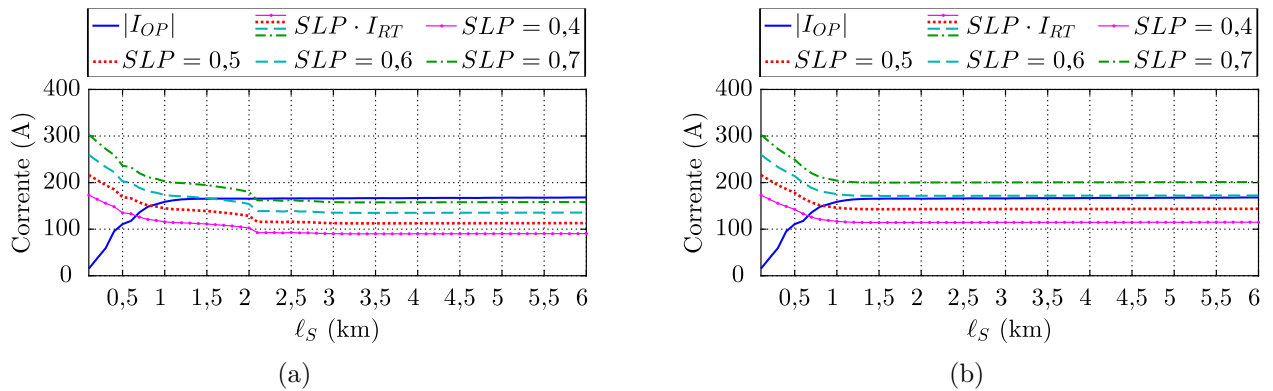 |I_OP| SLP · I_RT SLP = 0,4
SLP = 0,5 SLP = 0,6 SLP = 0,7
Corrente (A)
400
300
200
100
0
0,5 1 1,5 2 2,5 3 3,5 4 4,5 5 5,5 6
ℓ_S (km)
(a)
|I_OP| SLP · I_RT SLP = 0,4
SLP = 0,5 SLP = 0,6 SLP = 0,7
Corrente (A)
400
300
200
100
0
0,5 1 1,5 2 2,5 3 3,5 4 4,5 5 5,5 6
ℓ_S (km)
(b)